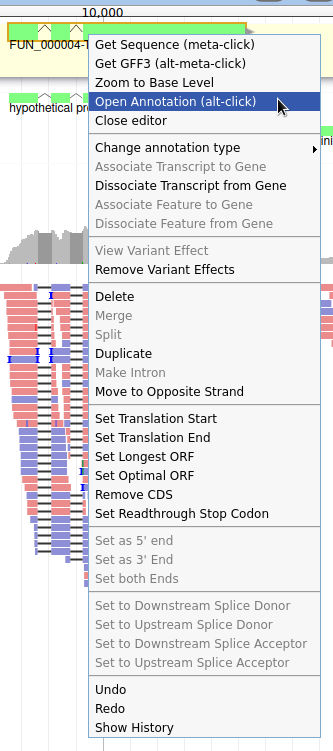 10,000
FUN_000004-T
Get Sequence (meta-click)
Get GFF3 (alt-meta-click)
Zoom to Base Level
Open Annotation (alt-click)
hypothetical pr
Close editor
ini
Change annotation type
Associate Transcript to Gene
Dissociate Transcript from Gene
Associate Feature to Gene
Dissociate Feature from Gene
View Variant Effect
Remove Variant Effects
Delete
Merge
Split
Duplicate
Make Intron
Move to Opposite Strand
Set Translation Start
Set Translation End
Set Longest ORF
Set Optimal ORF
Remove CDS
Set Readthrough Stop Codon
Set as 5' end
Set as 3' End
Set both Ends
Set to Downstream Splice Donor
Set to Upstream Splice Donor
Set to Downstream Splice Acceptor
Set to Upstream Splice Acceptor
Undo
Redo
Show History